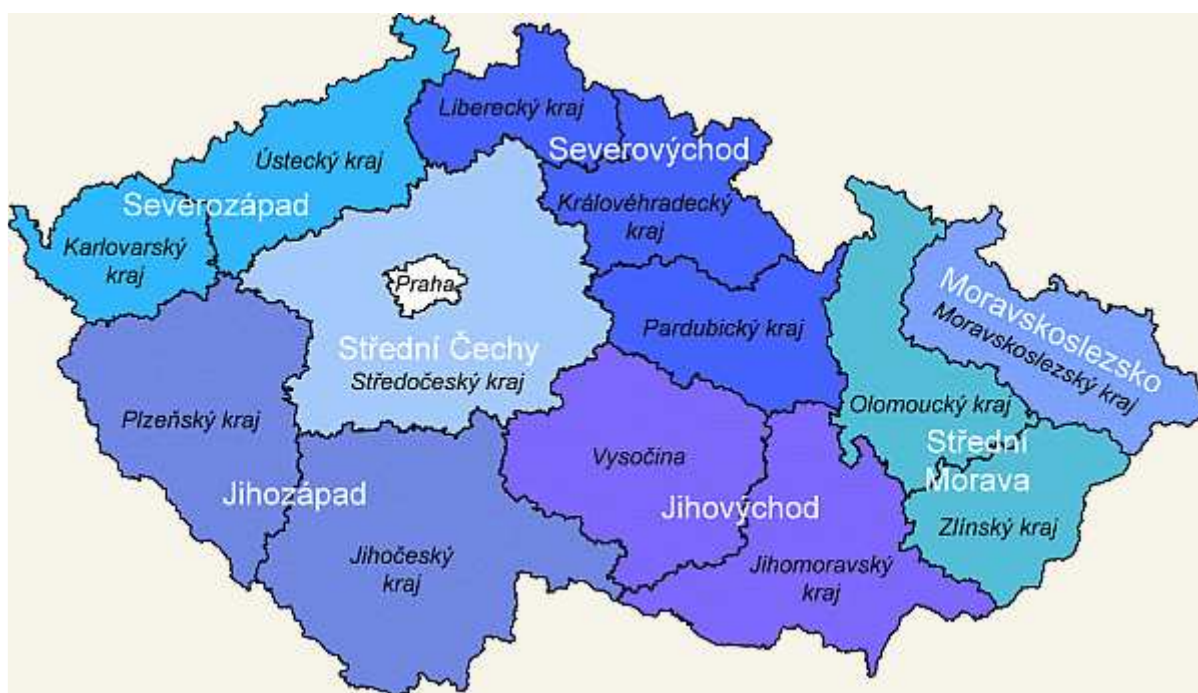 Liberecký kraj
Severovýchod
Ústecký kraj
Severozápad
Královéhradecký
kraj
Karlovarský
kraj
Praha
Moravskoslezsko
Moravskoslezský kraj
Pardubický kraj
Střední Čechy
Středočeský kraj
Plzeňský kraj
Olomoucký kraj
Střední
Morava
Vysočina
Jihozápad
Jihovýchod
Zlínský kraj
Jihočeský
kraj
Jihomoravský
kraj